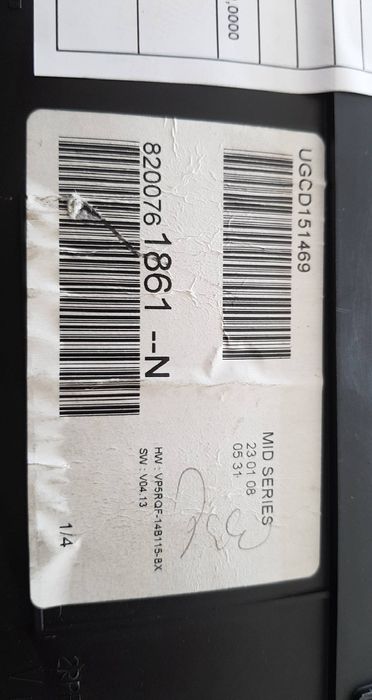 ,0000
UGCD151469
MID SERIES
23 01 08
05 31
8200761861 --N
HW : VP5RQF-14B115-BX
SW : V04.13
1/4